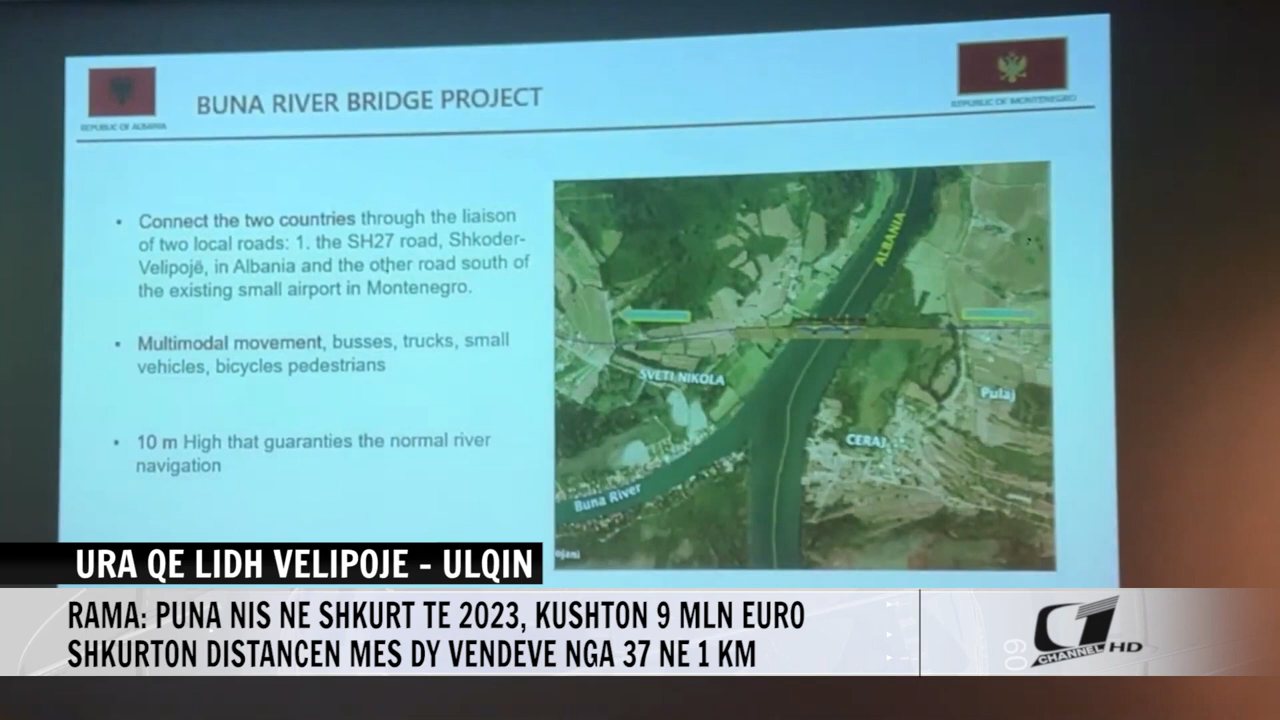 REPUBLIC OF ALBANIA
BUNA RIVER BRIDGE PROJECT
REPUBLIC OF MONTENEGRO
• Connect the two countries through the liaison
of two local roads: 1. the SH27 road, Shkoder-
Velipojë, in Albania and the other road south of
the existing small airport in Montenegro.
• Multimodal movement, busses, trucks, small
vehicles, bicycles pedestrians
• 10 m High that guaranties the normal river
navigation
ALBANIA
SVETI NIKOLA
Pulaj
CERAJ
Buna River
ojani
URA QE LIDH VELIPOJE - ULQIN
RAMA: PUNA NIS NE SHKURT TE 2023, KUSHTON 9 MLN EURO
SHKURTON DISTANCEN MES DY VENDEVE NGA 37 NE 1 KM
09
CHANNEL HD